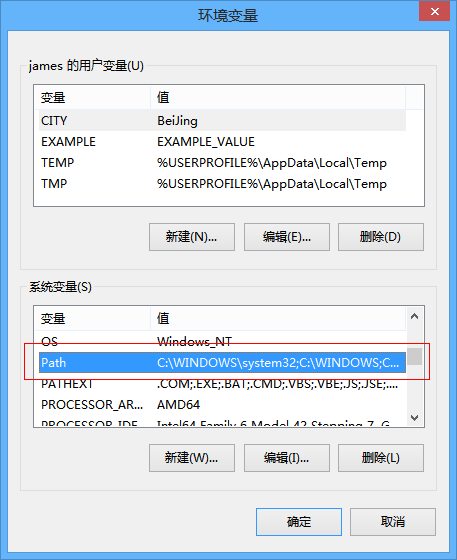 环境变量
james 的用户变量(U)
变量 值
CITY BeiJing
EXAMPLE EXAMPLE_VALUE
TEMP %USERPROFILE%\AppData\Local\Temp
TMP %USERPROFILE%\AppData\Local\Temp
新建(N)... 编辑(E)... 删除(D)
系统变量(S)
变量 值
OS Windows_NT
Path C:\WINDOWS\system32;C:\WINDOWS;C...
PATHEXT .COM;.EXE;.BAT;.CMD;.VBS;.VBE;.JS;.JSE;....
PROCESSOR_AR... AMD64
PROCESSOR_IDE... Intel64 Family 6 Model 42 Stepping 7, G...
新建(W)... 编辑(I)... 删除(L)
确定 取消